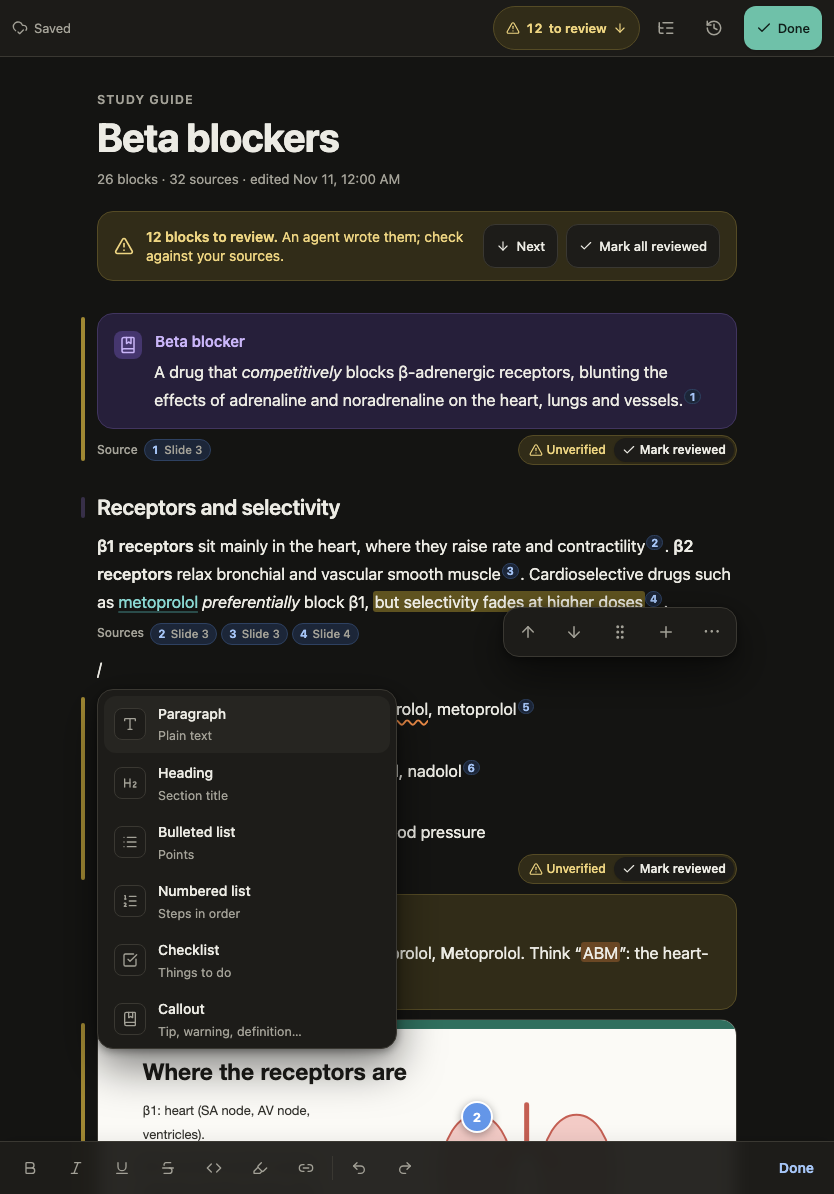 Saved
12 to review
Done
STUDY GUIDE
Beta blockers
26 blocks · 32 sources · edited Nov 11, 12:00 AM
12 blocks to review. An agent wrote them; check
against your sources.
Next
Mark all reviewed
Beta blocker
A drug that competitively blocks β-adrenergic receptors, blunting the
effects of adrenaline and noradrenaline on the heart, lungs and vessels. 1
Source 1 Slide 3
Unverified Mark reviewed
Receptors and selectivity
β1 receptors sit mainly in the heart, where they raise rate and contractility 2. β2
receptors relax bronchial and vascular smooth muscle 3. Cardioselective drugs such
as metoprolol preferentially block β1, but selectivity fades at higher doses 4.
Sources 2 Slide 3 3 Slide 3 4 Slide 4
/
Paragraph
Plain text
Heading
Section title
Bulleted list
Points
Numbered list
Steps in order
Checklist
Things to do
Callout
Tip, warning, definition…
, metoprolol 5
, nadolol 6
pressure
Unverified Mark reviewed
, Metoprolol. Think “ABM”: the heart-
Where the receptors are
β1: heart (SA node, AV node,
ventricles).
2
B I U S H2
Done